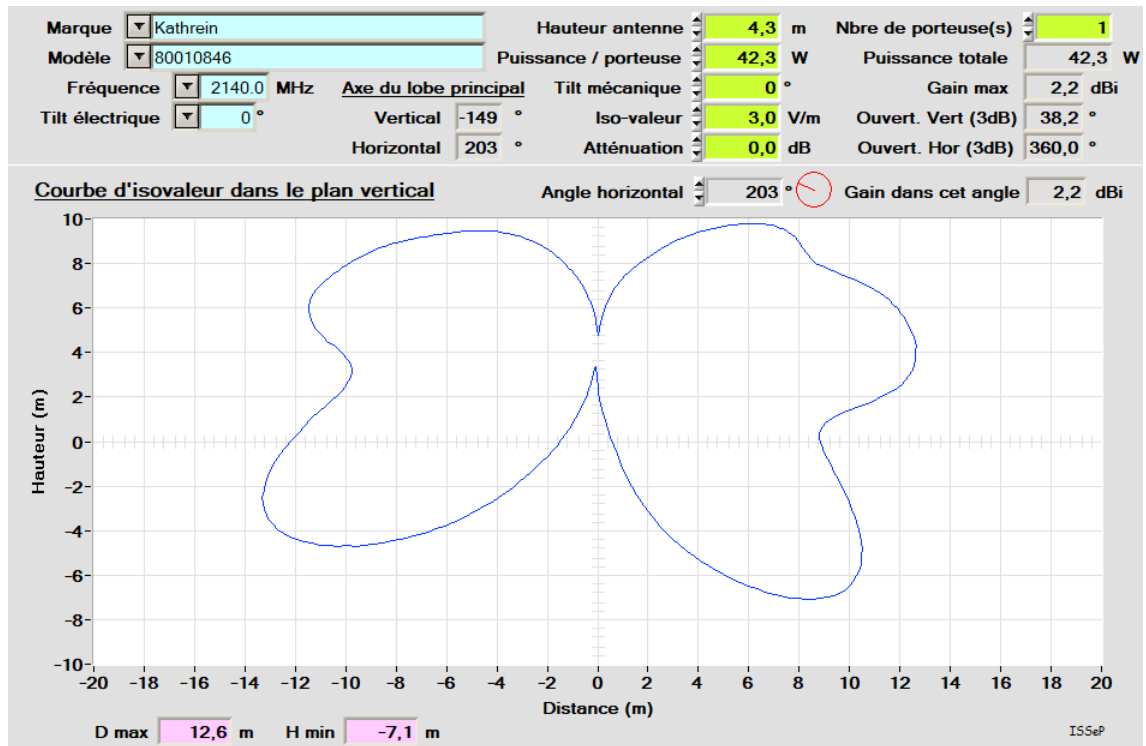 Marque Kathrein Hauteur antenne 4,3 m Nbre de porteuse(s) 1
Modèle 80010846 Puissance / porteuse 42,3 W Puissance totale 42,3 W
Fréquence 2140.0 MHz Axe du lobe principal Tilt mécanique 0 ° Gain max 2,2 dBi
Tilt électrique 0 ° Vertical -149 ° Iso-valeur 3,0 V/m Ouvert. Vert (3dB) 38,2 °
Horizontal 203 ° Atténuation 0,0 dB Ouvert. Hor (3dB) 360,0 °
Courbe d'isovaleur dans le plan vertical Angle horizontal 203 ° Gain dans cet angle 2,2 dBi
10
8
6
4
2
0
-2
-4
-6
-8
-10
Hauteur (m)
-20 -18 -16 -14 -12 -10 -8 -6 -4 -2 0 2 4 6 8 10 12 14 16 18 20
Distance (m)
D max 12,6 m H min -7,1 m ISSeP